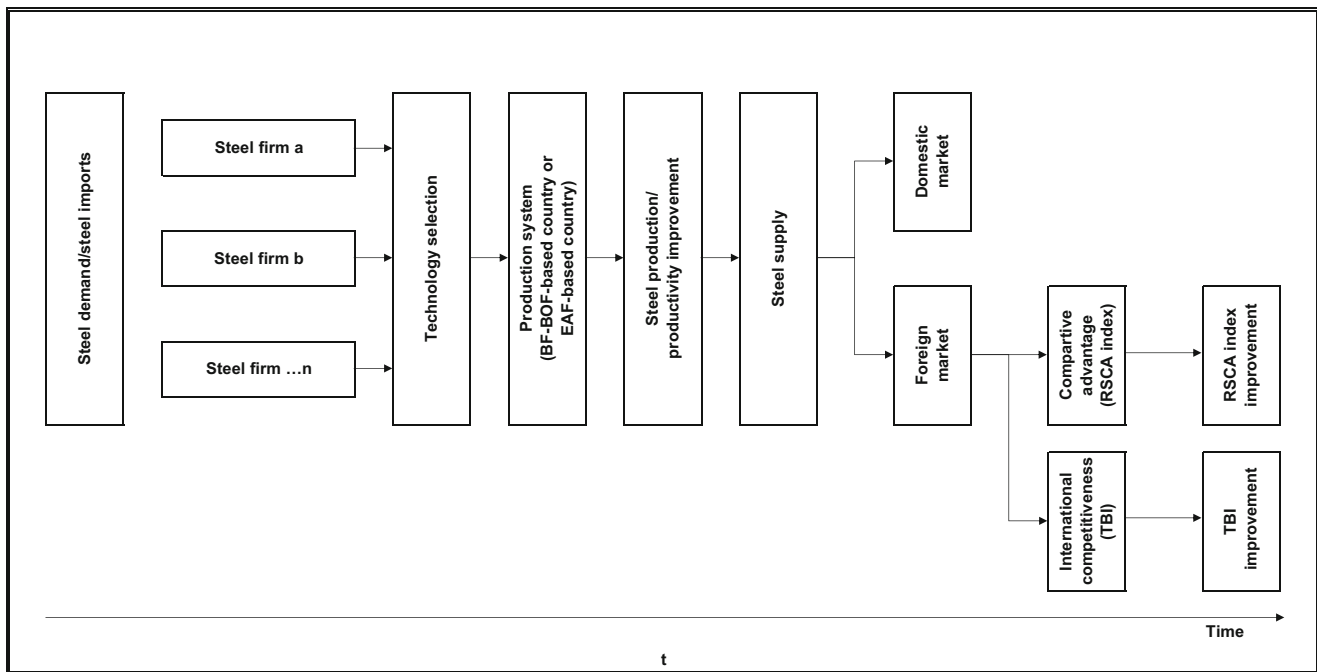 Steel demand/steel imports
Steel firm a
Steel firm b
Steel firm ...n
Technology selection
Production system
(BF-BOF-based country or
EAF-based country)
Steel production/
productivity improvement
Steel supply
Domestic
market
Foreign
market
Compartive
advantage
(RSCA index)
RSCA index
improvement
International
competitiveness
(TBI)
TBI
improvement
Time
t